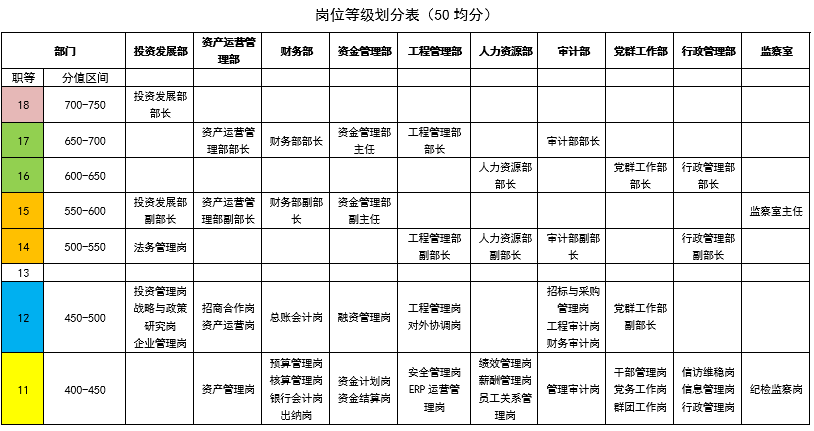 岗位等级划分表（50 均分）
部门 投资发展部 资产运营管理部 财务部 资金管理部 工程管理部 人力资源部 审计部 党群工作部 行政管理部 监察室
职等 分值区间
18 700-750 投资发展部部长
17 650-700 资产运营管理部部长 财务部部长 资金管理部主任 工程管理部部长 审计部部长
16 600-650 人力资源部部长 党群工作部部长 行政管理部部长
15 550-600 投资发展部副部长 资产运营管理部副部长 财务部副部长 资金管理部副主任 监察室主任
14 500-550 法务管理岗 工程管理部副部长 人力资源部副部长 审计部副部长 行政管理部副部长
13
12 450-500 投资管理岗 战略与政策研究岗 企业管理岗 招商合作岗 资产运营岗 总账会计岗 融资管理岗 工程管理岗 对外协调岗 招标与采购管理岗 工程审计岗 财务审计岗 党群工作部副部长
11 400-450 资产管理岗 预算管理岗 核算管理岗 银行会计岗 出纳岗 资金计划岗 资金结算岗 安全管理岗 ERP 运营管理岗 绩效管理岗 薪酬管理岗 员工关系管理岗 管理审计岗 干部管理岗 党务工作岗 群团工作岗 信访维稳岗 信息管理岗 行政管理岗 纪检监察岗